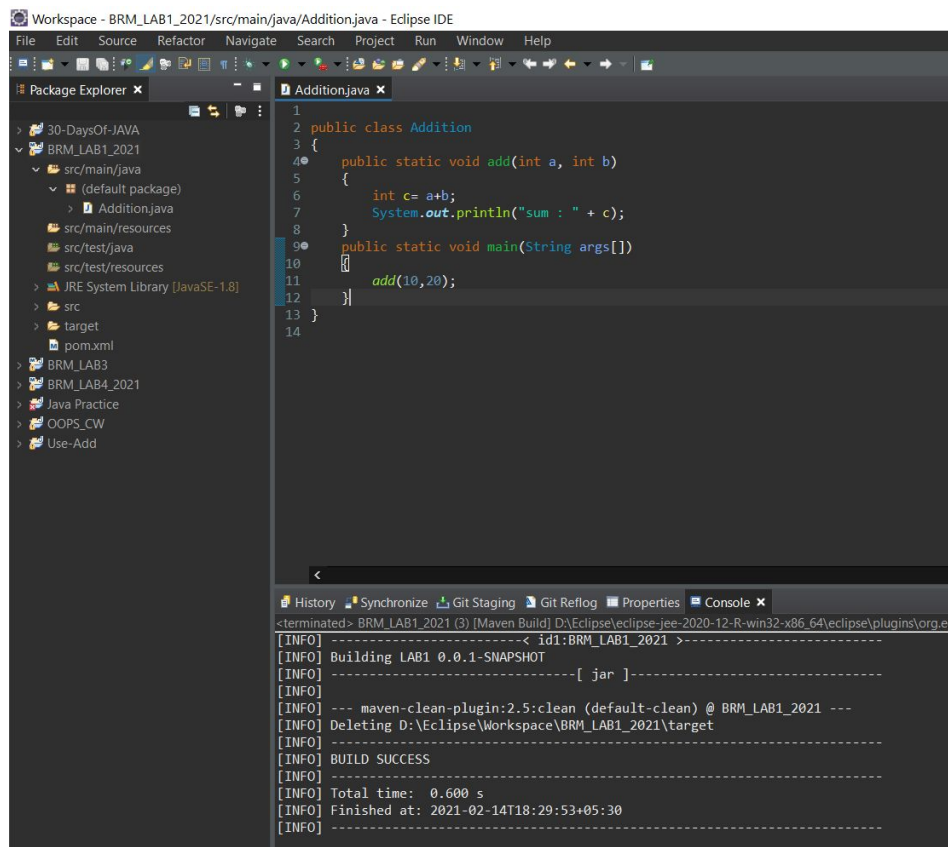 Workspace - BRM_LAB1_2021/src/main/java/Addition.java - Eclipse IDE
File Edit Source Refactor Navigate Search Project Run Window Help
Package Explorer
30-DaysOf-JAVA
BRM_LAB1_2021
src/main/java
(default package)
Addition.java
src/main/resources
src/test/java
src/test/resources
JRE System Library [JavaSE-1.8]
src
target
pom.xml
BRM_LAB3
BRM_LAB4_2021
Java Practice
OOPS_CW
Use-Add
Addition.java
1
2 public class Addition
3 {
4 public static void add(int a, int b)
5 {
6 int c= a+b;
7 System.out.println("sum : " + c);
8 }
9 public static void main(String args[])
10 {
11 add(10,20);
12 }
13 }
14
History Synchronize Git Staging Git Reflog Properties Console
<terminated> BRM_LAB1_2021 (3) [Maven Build] D:\Eclipse\eclipse-jee-2020-12-R-win32-x86_64\eclipse\plugins\org.e
[INFO] -------------------------< id1:BRM_LAB1_2021 >--------------------------
[INFO] Building LAB1 0.0.1-SNAPSHOT
[INFO] --------------------------------[ jar ]---------------------------------
[INFO]
[INFO] --- maven-clean-plugin:2.5:clean (default-clean) @ BRM_LAB1_2021 ---
[INFO] Deleting D:\Eclipse\Workspace\BRM_LAB1_2021\target
[INFO] ------------------------------------------------------------------------
[INFO] BUILD SUCCESS
[INFO] ------------------------------------------------------------------------
[INFO] Total time:  0.600 s
[INFO] Finished at: 2021-02-14T18:29:53+05:30
[INFO] ------------------------------------------------------------------------